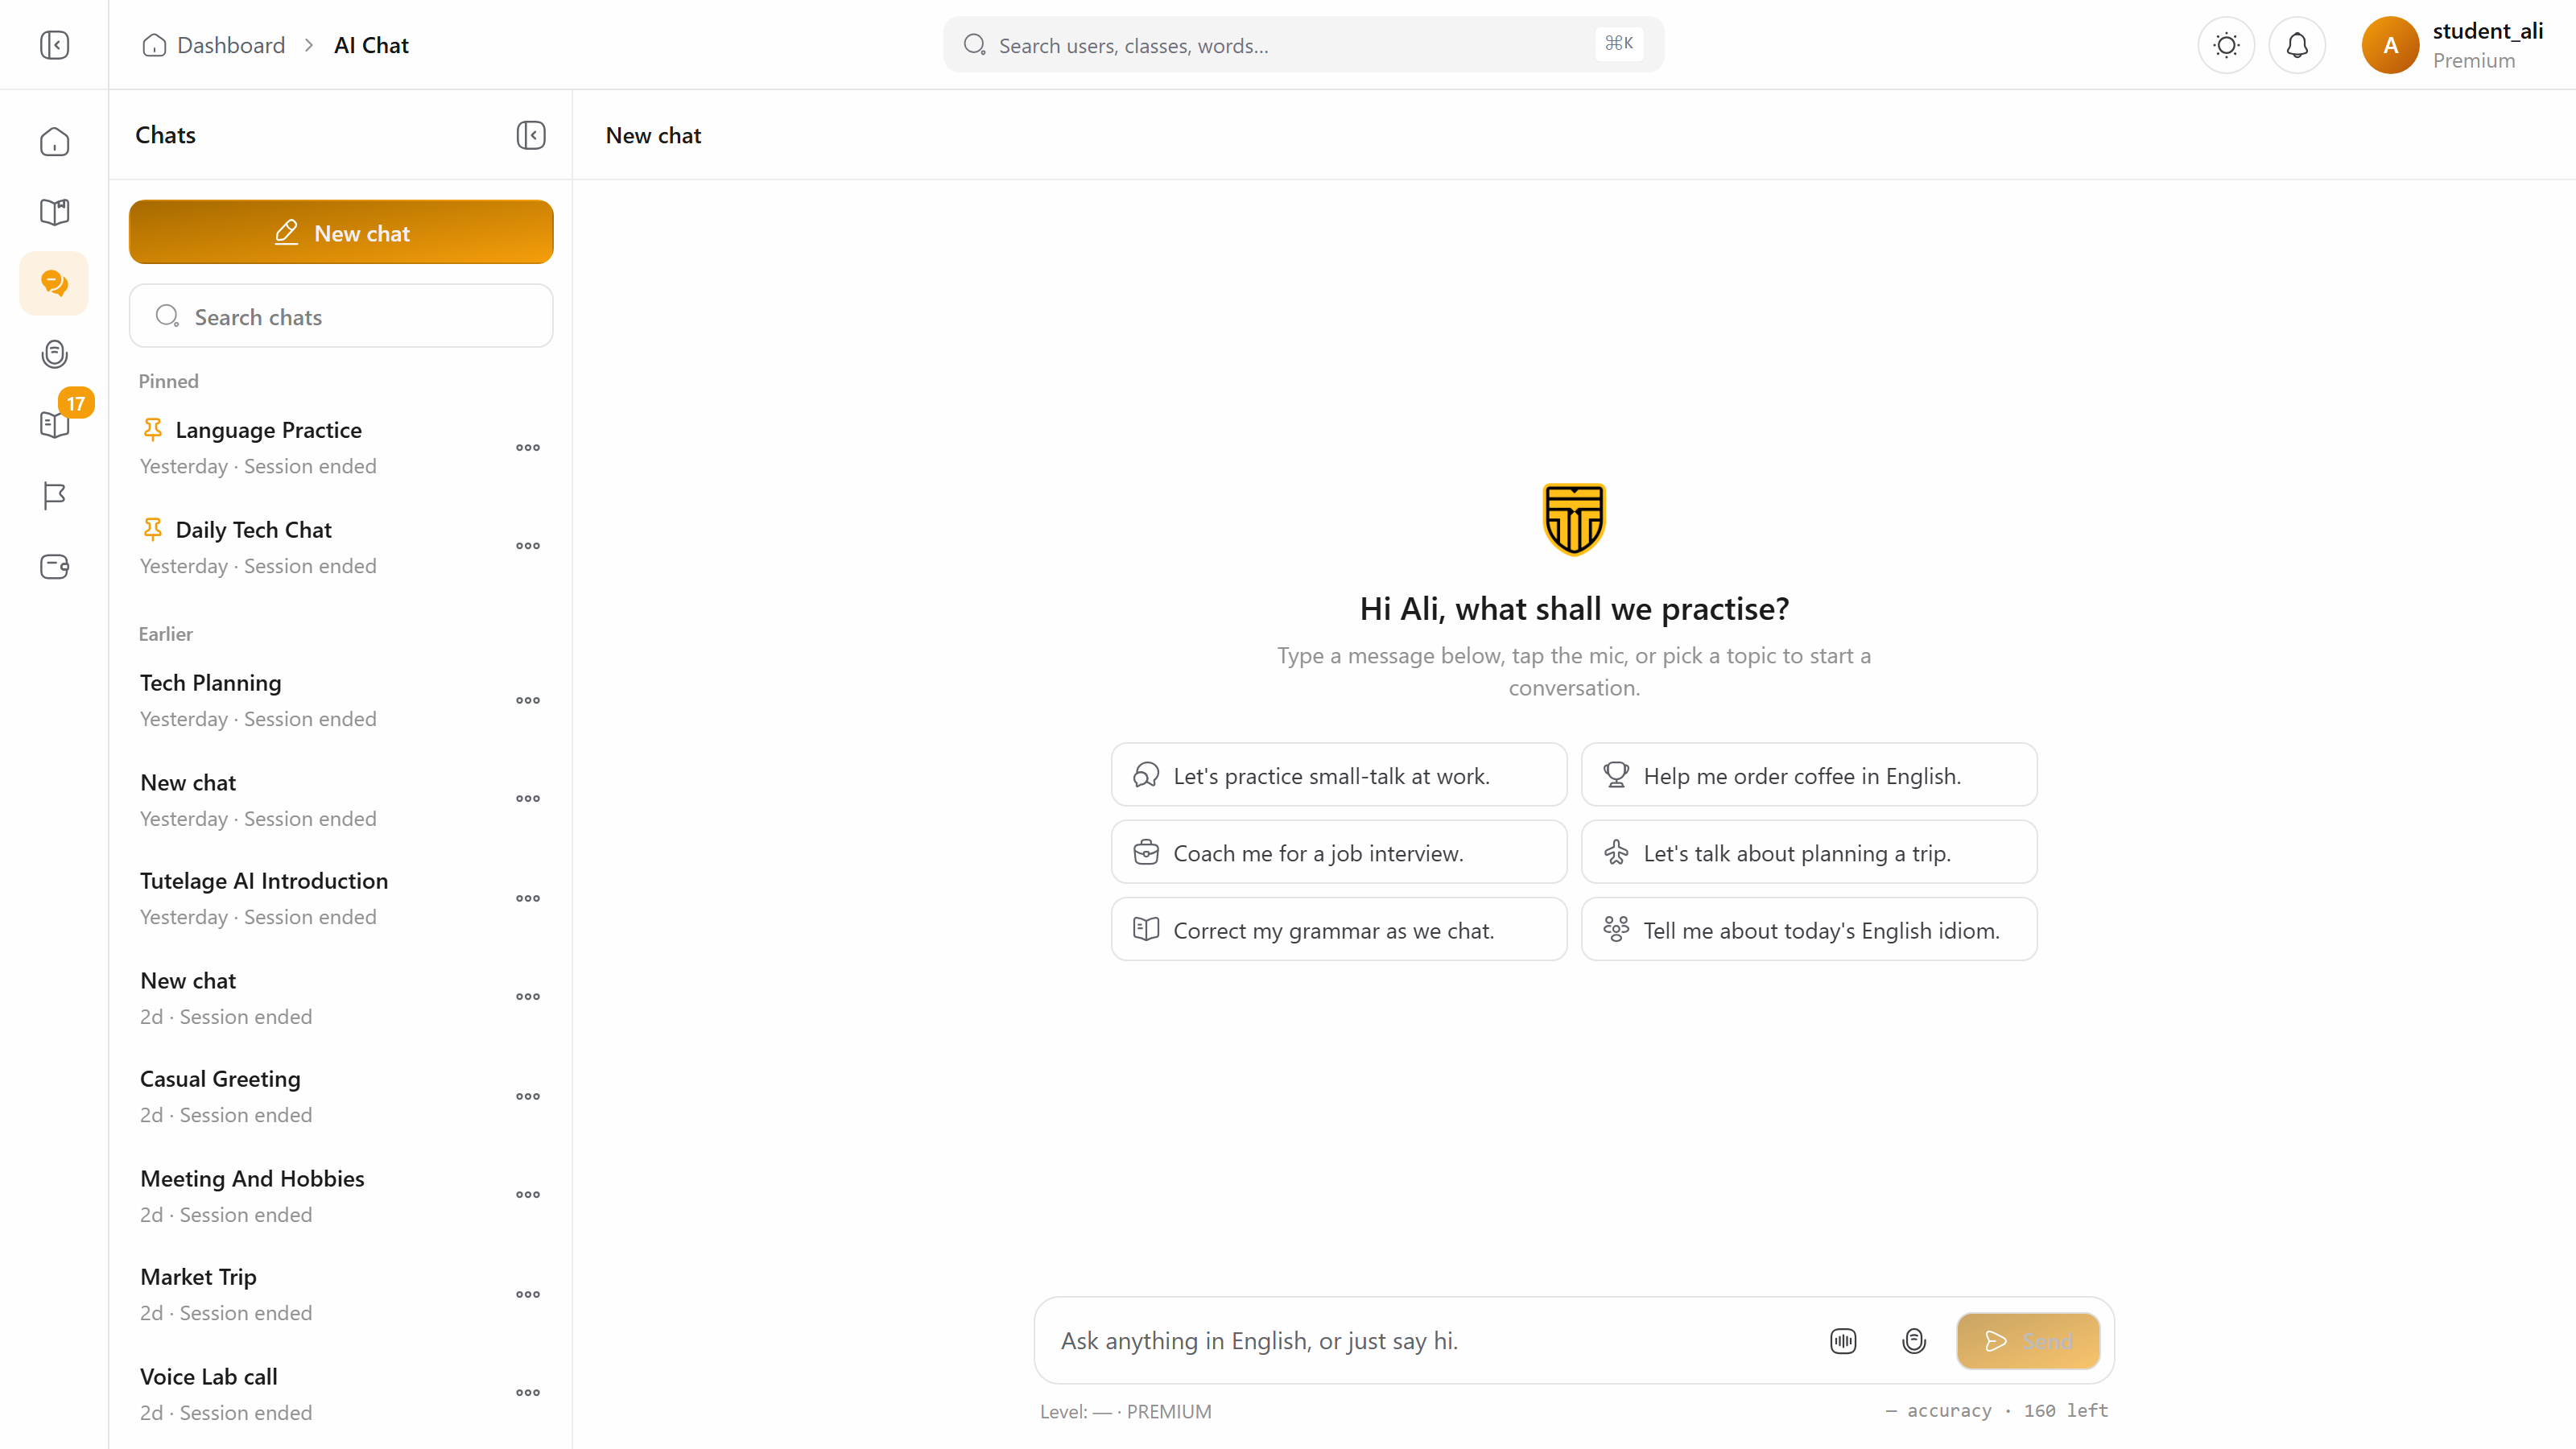 Dashboard > AI Chat
Search users, classes, words...
⌘K
A
student_ali
Premium
17
Chats
New chat
Search chats
Pinned
Language Practice
Yesterday · Session ended
Daily Tech Chat
Yesterday · Session ended
Earlier
Tech Planning
Yesterday · Session ended
New chat
Yesterday · Session ended
Tutelage AI Introduction
Yesterday · Session ended
New chat
2d · Session ended
Casual Greeting
2d · Session ended
Meeting And Hobbies
2d · Session ended
Market Trip
2d · Session ended
Voice Lab call
2d · Session ended
New chat
Hi Ali, what shall we practise?
Type a message below, tap the mic, or pick a topic to start a
conversation.
Let's practice small-talk at work.
Help me order coffee in English.
Coach me for a job interview.
Let's talk about planning a trip.
Correct my grammar as we chat.
Tell me about today's English idiom.
Ask anything in English, or just say hi.
Send
Level: — · PREMIUM
— accuracy · 160 left